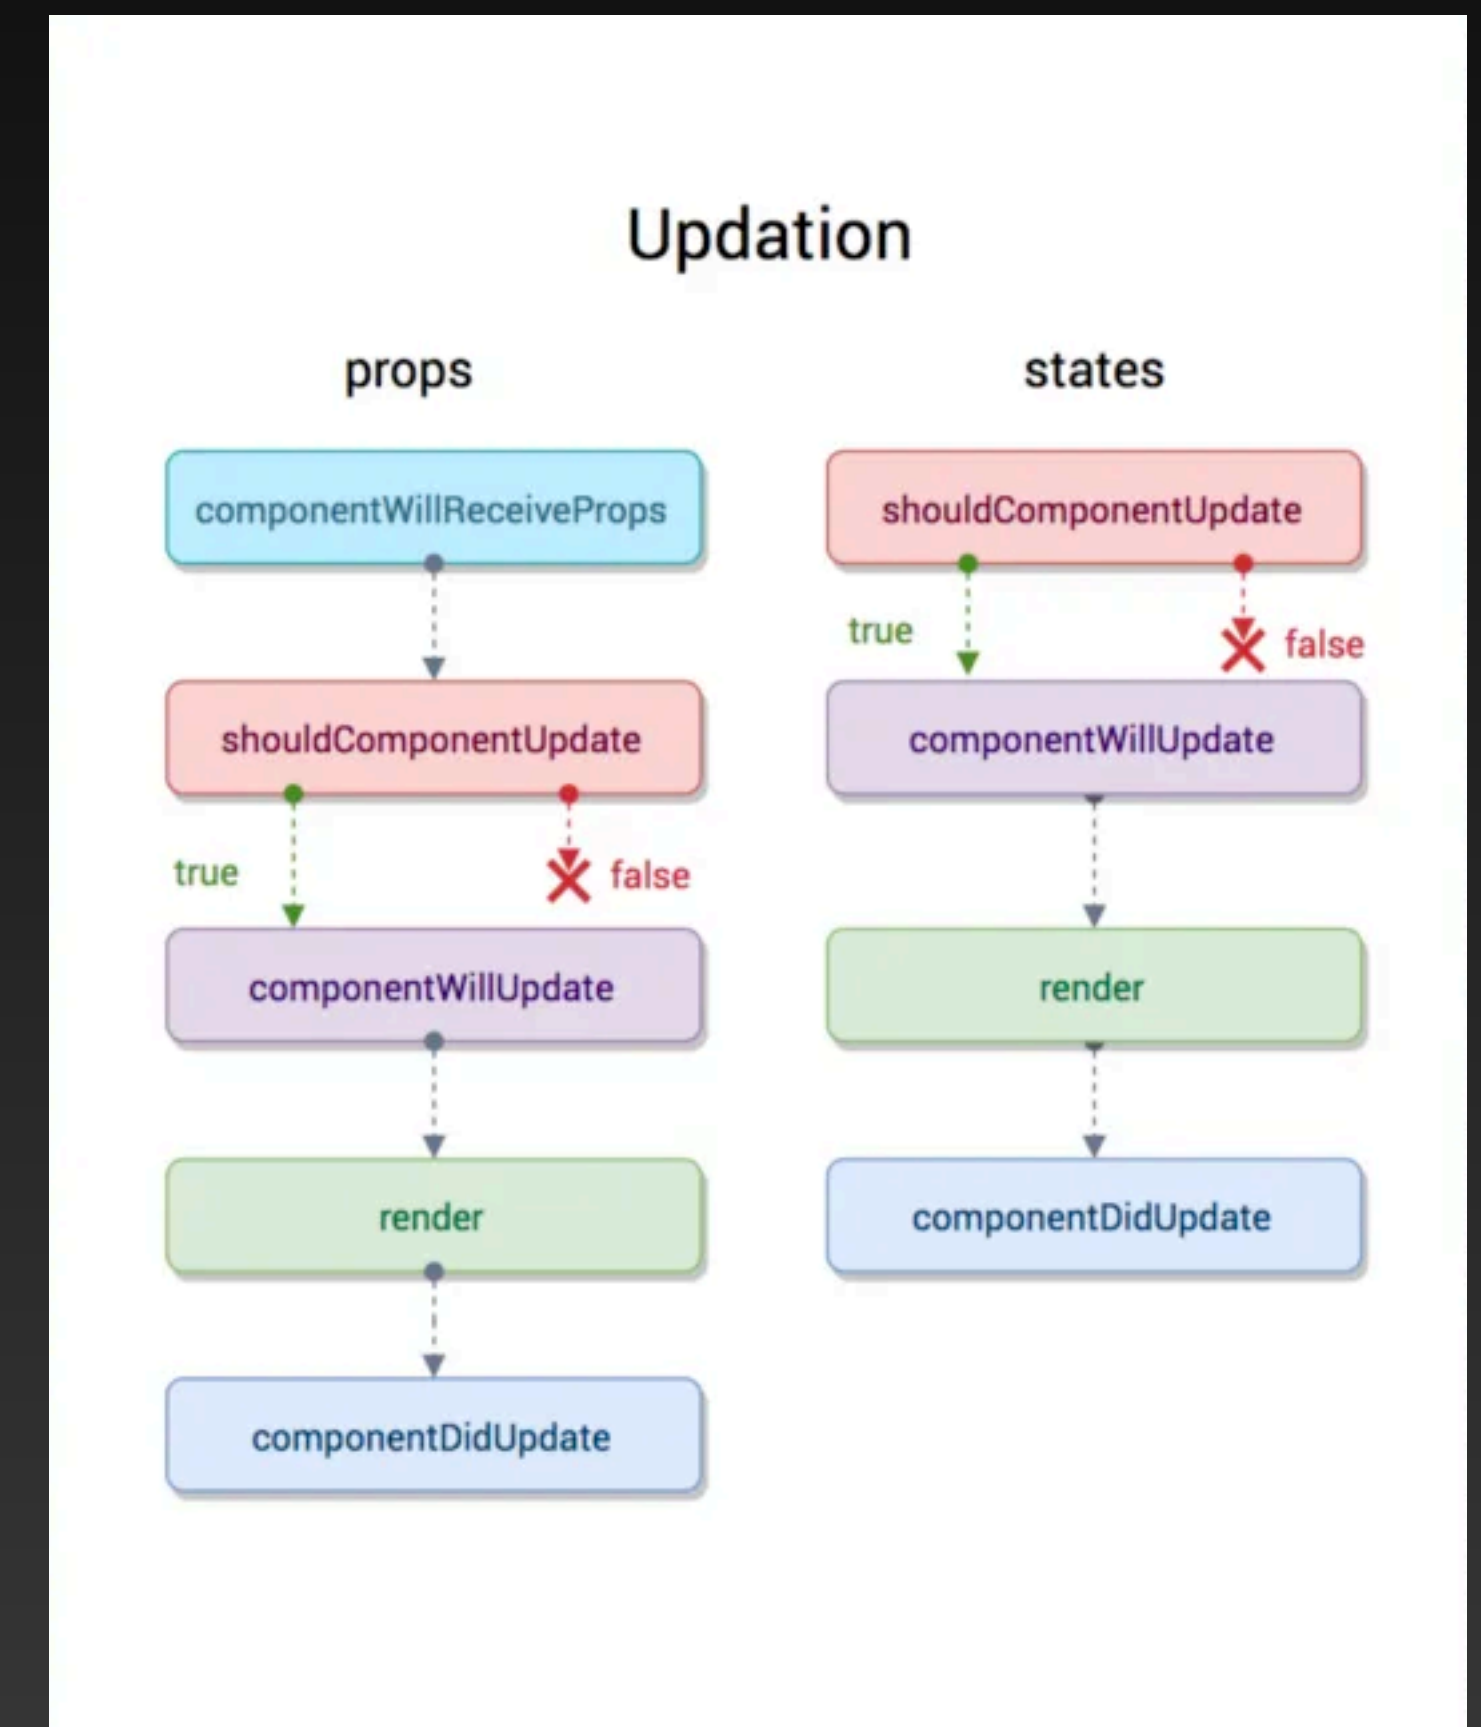 Updation
props
componentWillReceiveProps
shouldComponentUpdate
true
false
componentWillUpdate
render
componentDidUpdate
states
shouldComponentUpdate
true
false
componentWillUpdate
render
componentDidUpdate